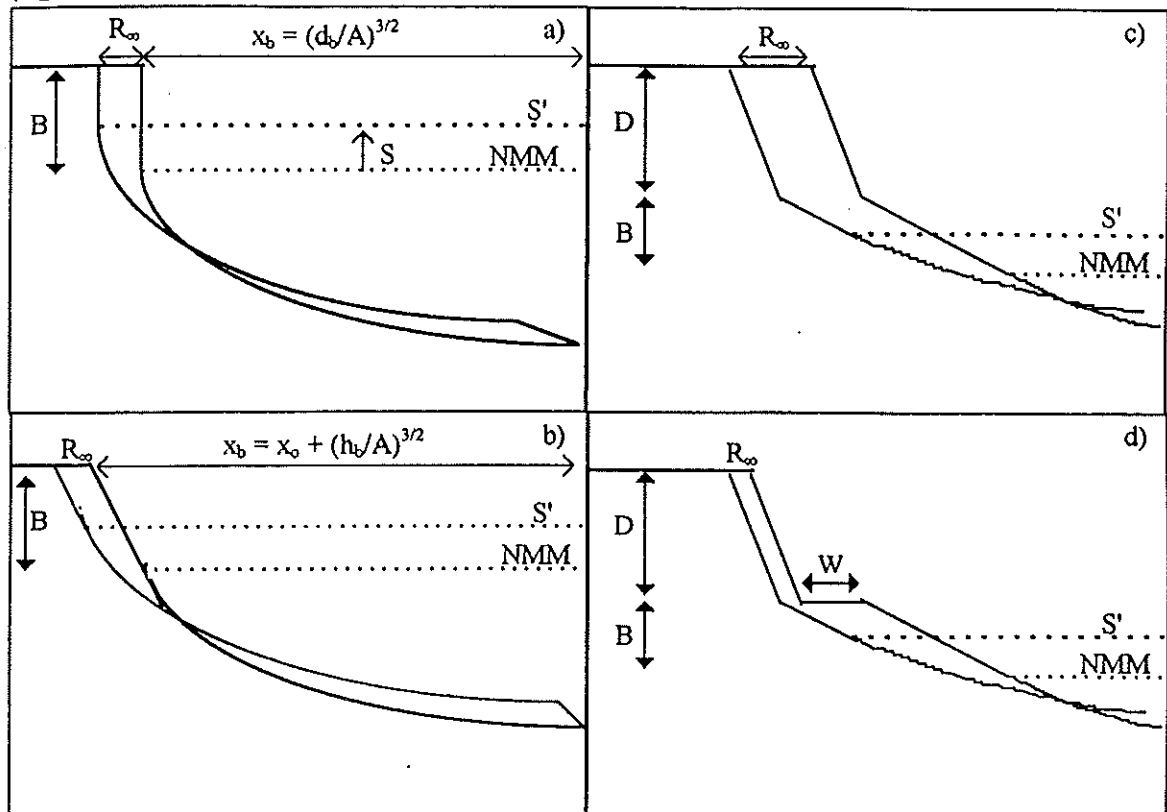 R∞ x_b = (d_b/A)^3/2 a)
B
S'
S
NMM
R∞ x_b = x_o + (h_b/A)^3/2 b)
B
S'
NMM
R∞ c)
D
B
S'
NMM
R∞ d)
D
W
B
S'
NMM